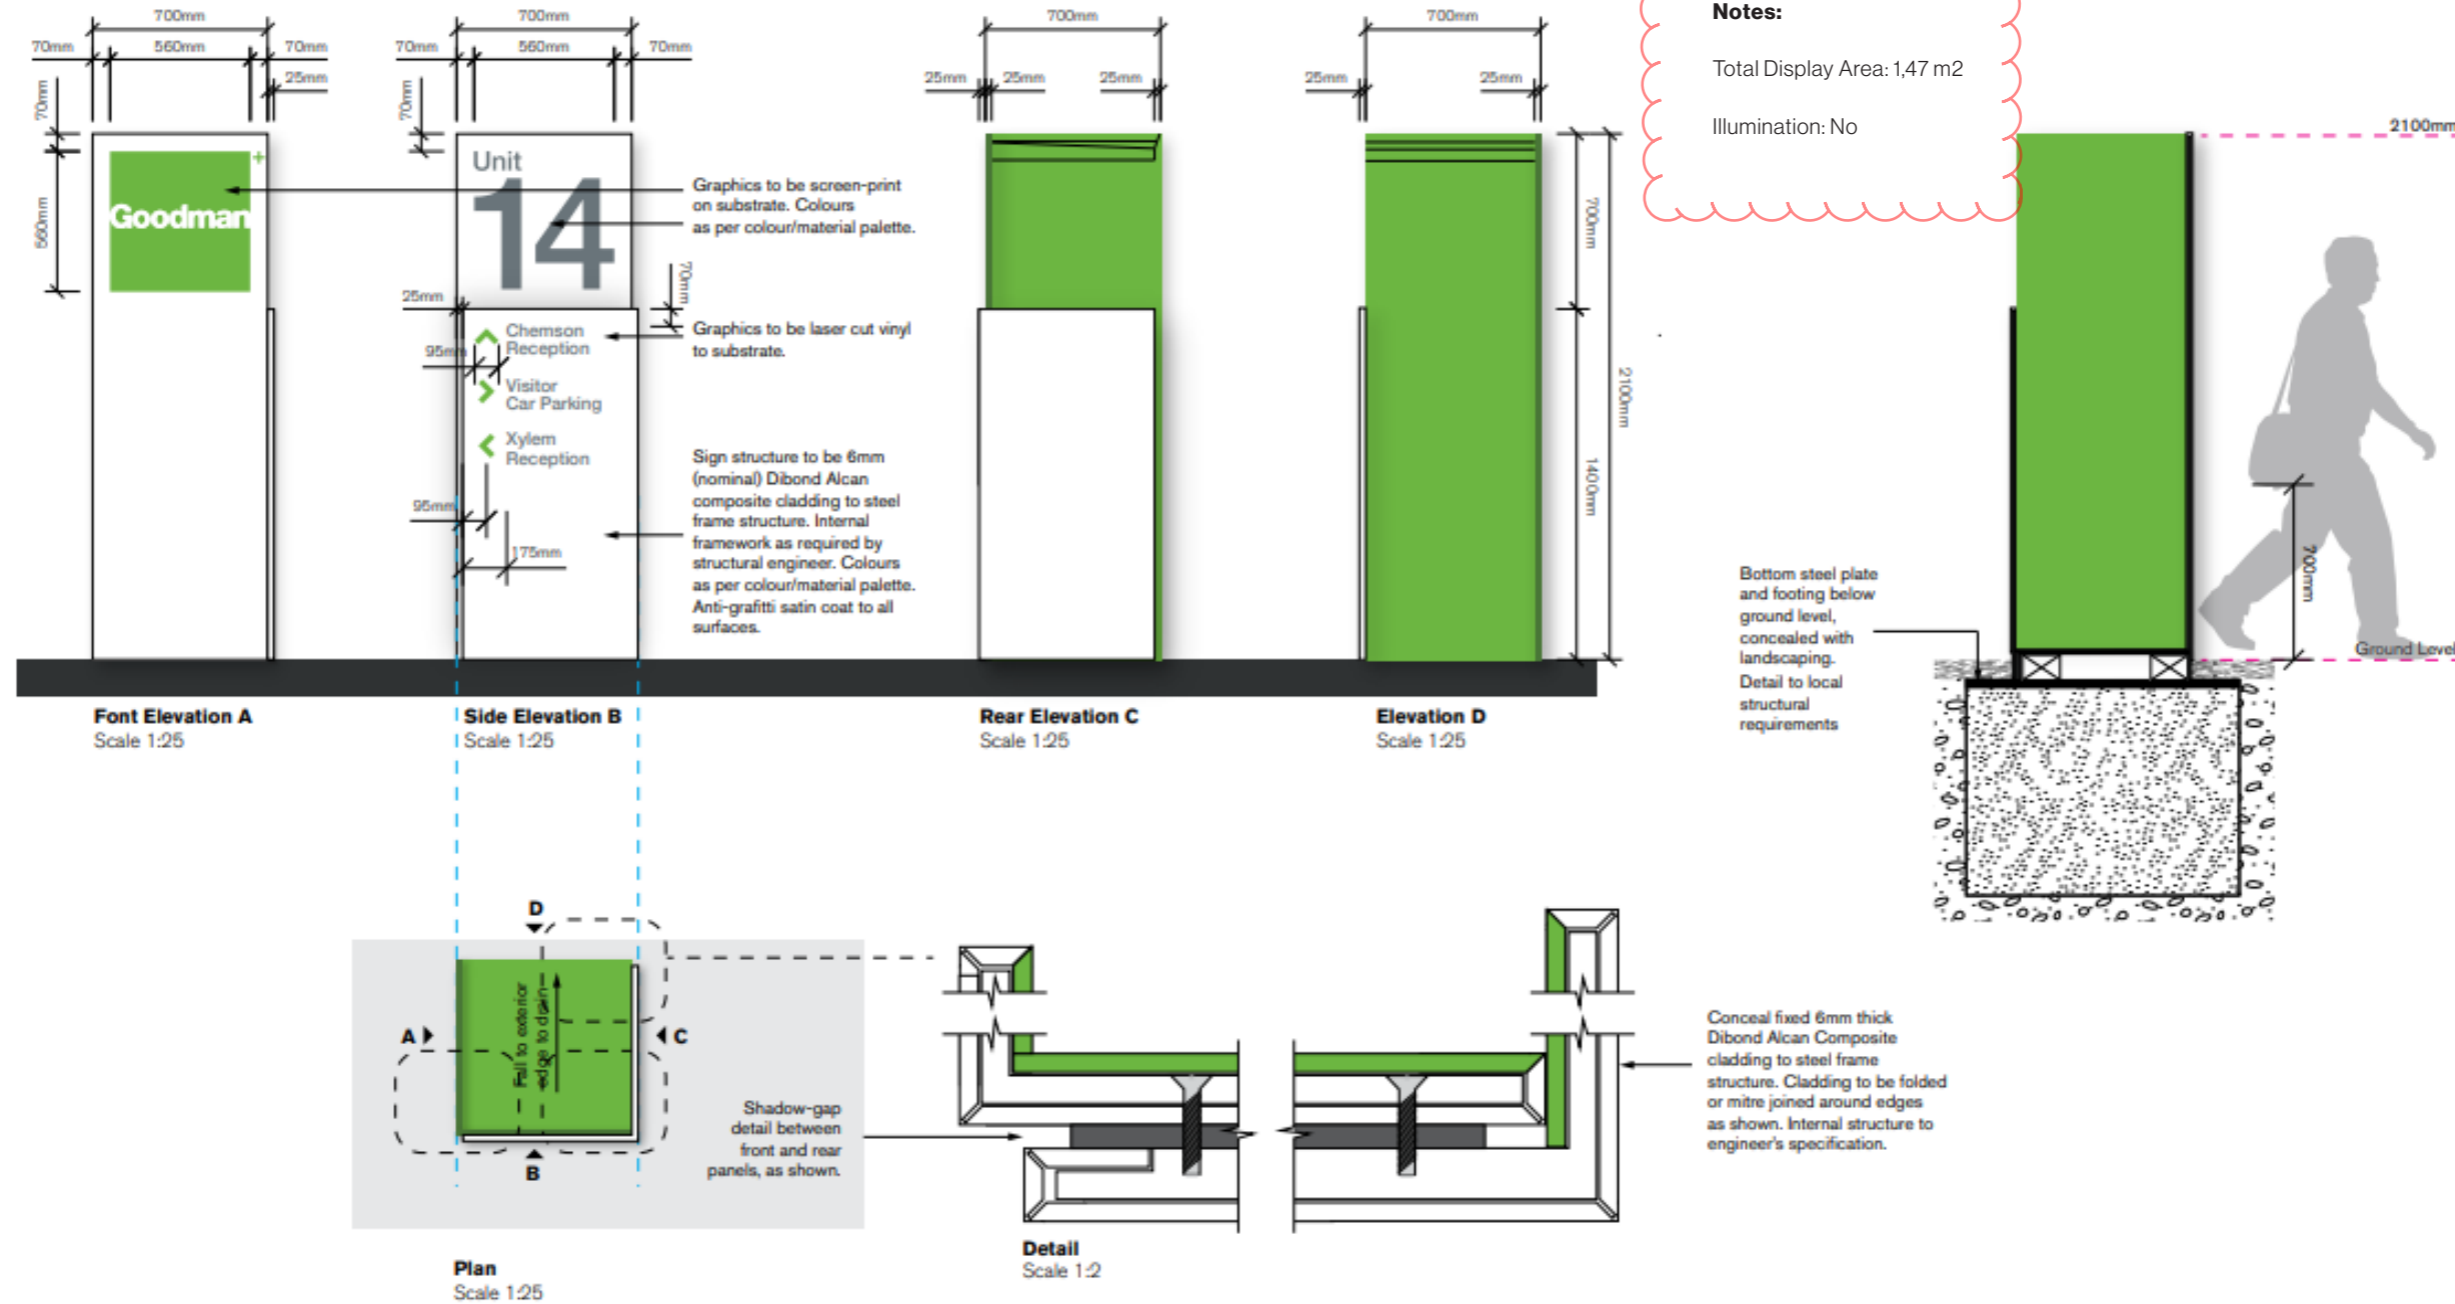 700mm
70mm
560mm
70mm
25mm
70mm
560mm
Goodman
+
Font Elevation A
Scale 1:25
700mm
70mm
560mm
70mm
70mm
Unit
14
25mm
70mm
Chemson
Reception
95mm
Visitor
Car Parking
Xylem
Reception
95mm
175mm
Side Elevation B
Scale 1:25
Graphics to be screen-print
on substrate. Colours
as per colour/material palette.
Graphics to be laser cut vinyl
to substrate.
Sign structure to be 6mm
(nominal) Dibond Alcan
composite cladding to steel
frame structure. Internal
framework as required by
structural engineer. Colours
as per colour/material palette.
Anti-grafitti satin coat to all
surfaces.
700mm
25mm
25mm
25mm
Rear Elevation C
Scale 1:25
700mm
25mm
25mm
700mm
2100mm
1400mm
Elevation D
Scale 1:25
Notes:
Total Display Area: 1,47 m2
Illumination: No
2100mm
700mm
Ground Level
Bottom steel plate
and footing below
ground level,
concealed with
landscaping.
Detail to local
structural
requirements
D
A
C
B
Fall to exterior
edge to drain
Plan
Scale 1:25
Shadow-gap
detail between
front and rear
panels, as shown.
Detail
Scale 1:2
Conceal fixed 6mm thick
Dibond Alcan Composite
cladding to steel frame
structure. Cladding to be folded
or mitre joined around edges
as shown. Internal structure to
engineer's specification.